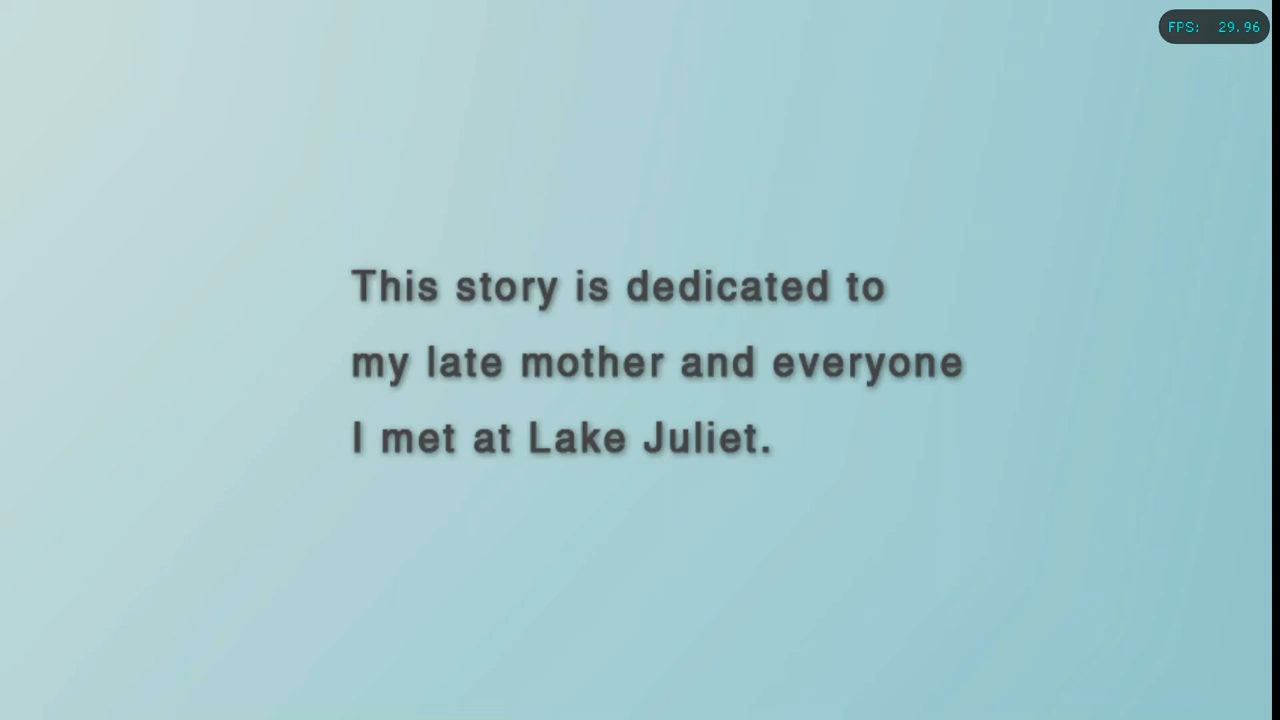 FPS: 29.96
This story is dedicated to
my late mother and everyone
I met at Lake Juliet.